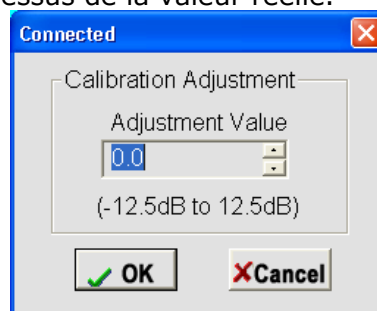 essus de la valeur réelle.
Connected
Calibration Adjustment
Adjustment Value
0.0
(-12.5dB to 12.5dB)
OK
Cancel